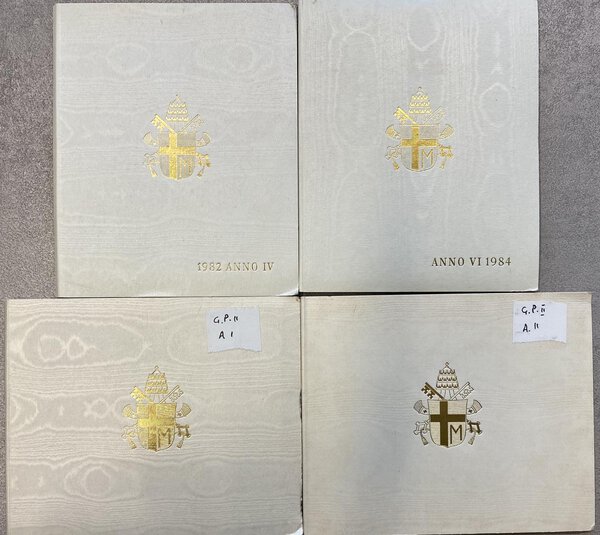 1982 ANNO IV
ANNO VI 1984
G.P.II
A I
G.P.II
A.II
M
M
M
M